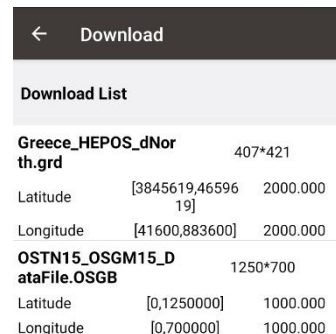 ← Download
Download List
Greece_HEPOS_dNor 407*421
th.grd
Latitude [3845619,46596 2000.000
19]
Longitude [41600,883600] 2000.000
OSTN15_OSGM15_D 1250*700
ataFile.OSGB
Latitude [0,1250000] 1000.000
Longitude [0,700000] 1000.000